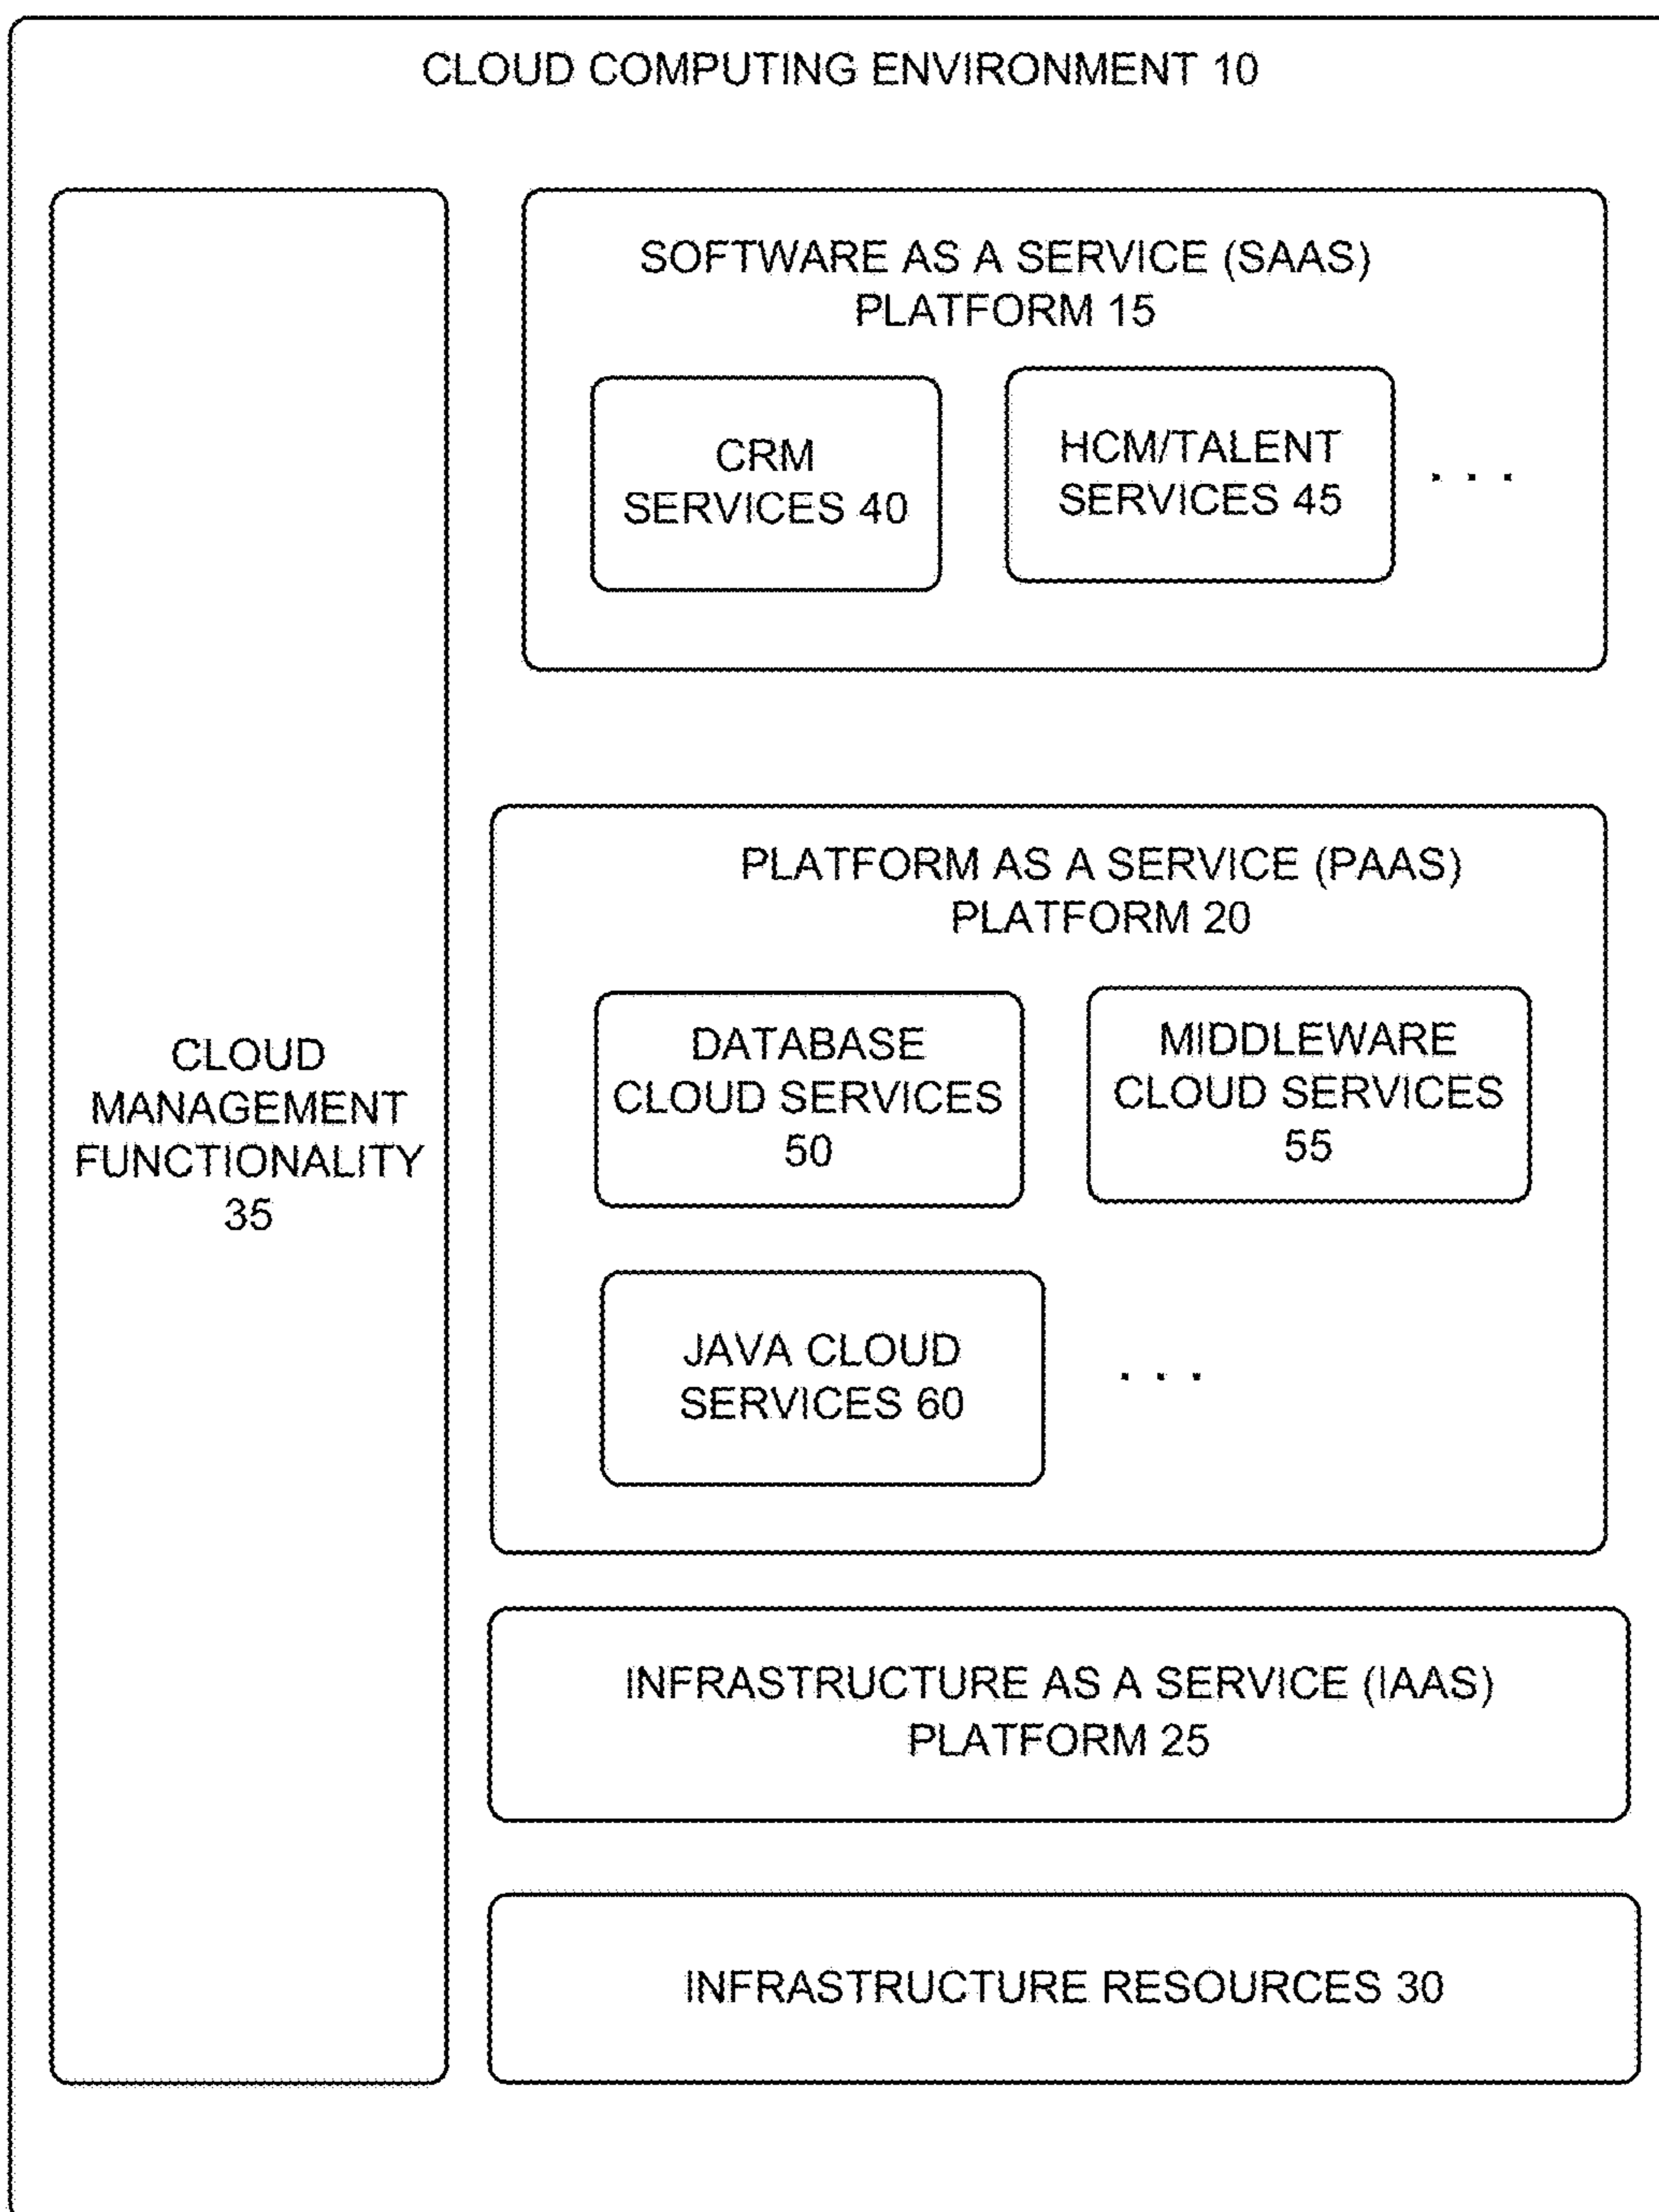 CLOUD COMPUTING ENVIRONMENT 10
SOFTWARE AS A SERVICE (SAAS)
PLATFORM 15
CRM
SERVICES 40
HCM/TALENT
SERVICES 45
. . .
PLATFORM AS A SERVICE (PAAS)
PLATFORM 20
DATABASE
CLOUD SERVICES
50
MIDDLEWARE
CLOUD SERVICES
55
JAVA CLOUD
SERVICES 60
. . .
CLOUD
MANAGEMENT
FUNCTIONALITY
35
INFRASTRUCTURE AS A SERVICE (IAAS)
PLATFORM 25
INFRASTRUCTURE RESOURCES 30